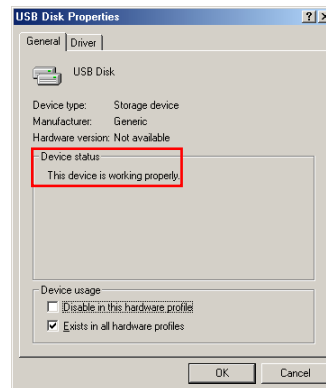 USB Disk Properties
General
Driver
USB Disk
Device type: Storage device
Manufacturer: Generic
Hardware version: Not available
Device status
This device is working properly.
Device usage
Disable in this hardware profile
Exists in all hardware profiles
OK
Cancel